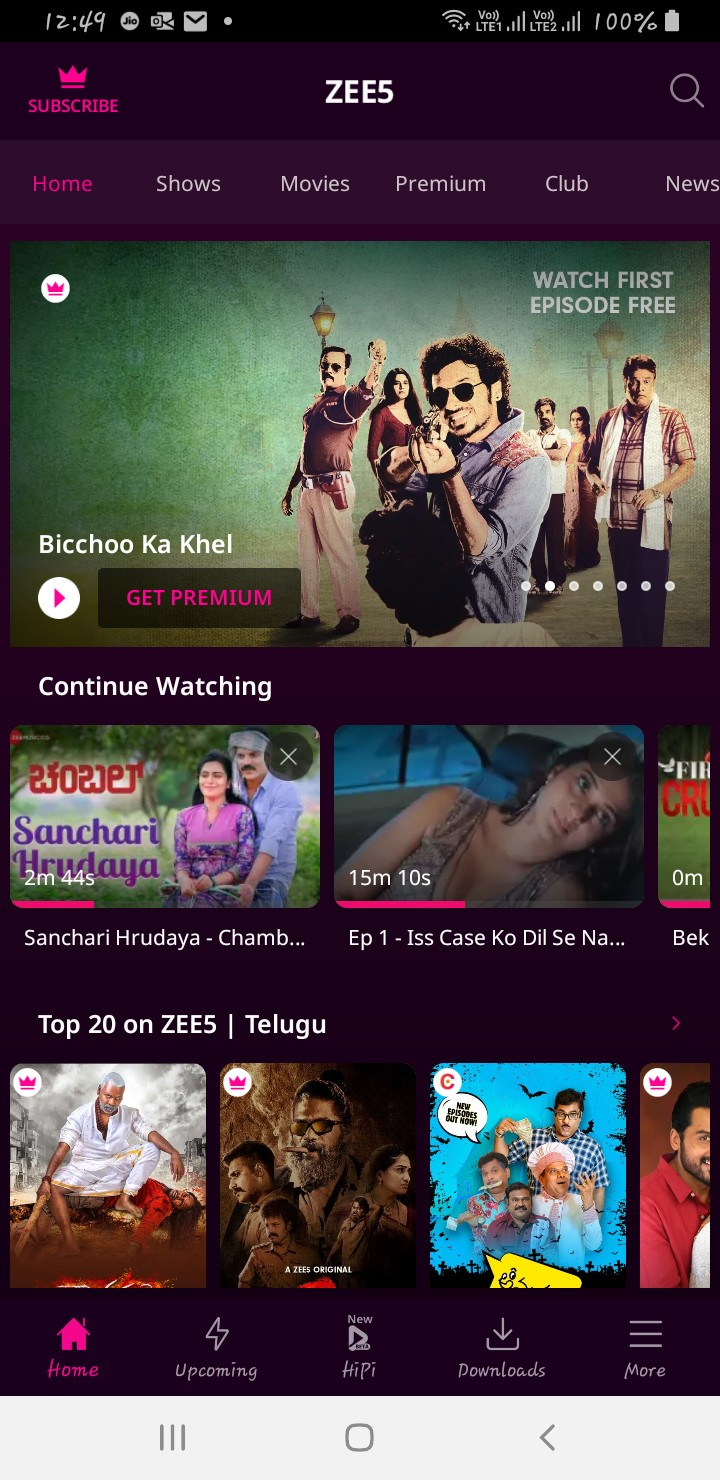 12:49
Jio
Vo) LTE1
Vo) LTE2
100%
SUBSCRIBE
ZEE5
Home
Shows
Movies
Premium
Club
News
WATCH FIRST
EPISODE FREE
Bicchoo Ka Khel
GET PREMIUM
Continue Watching
ಚಂಬಲ್
Sanchari
Hrudaya
2m 44s
15m 10s
0m
Sanchari Hrudaya - Chamb...
Ep 1 - Iss Case Ko Dil Se Na...
Bek
Top 20 on ZEE5 | Telugu
NEW
EPISODES
OUT NOW!
A ZEE5 ORIGINAL
Home
Upcoming
New
BETA
HiPi
Downloads
More